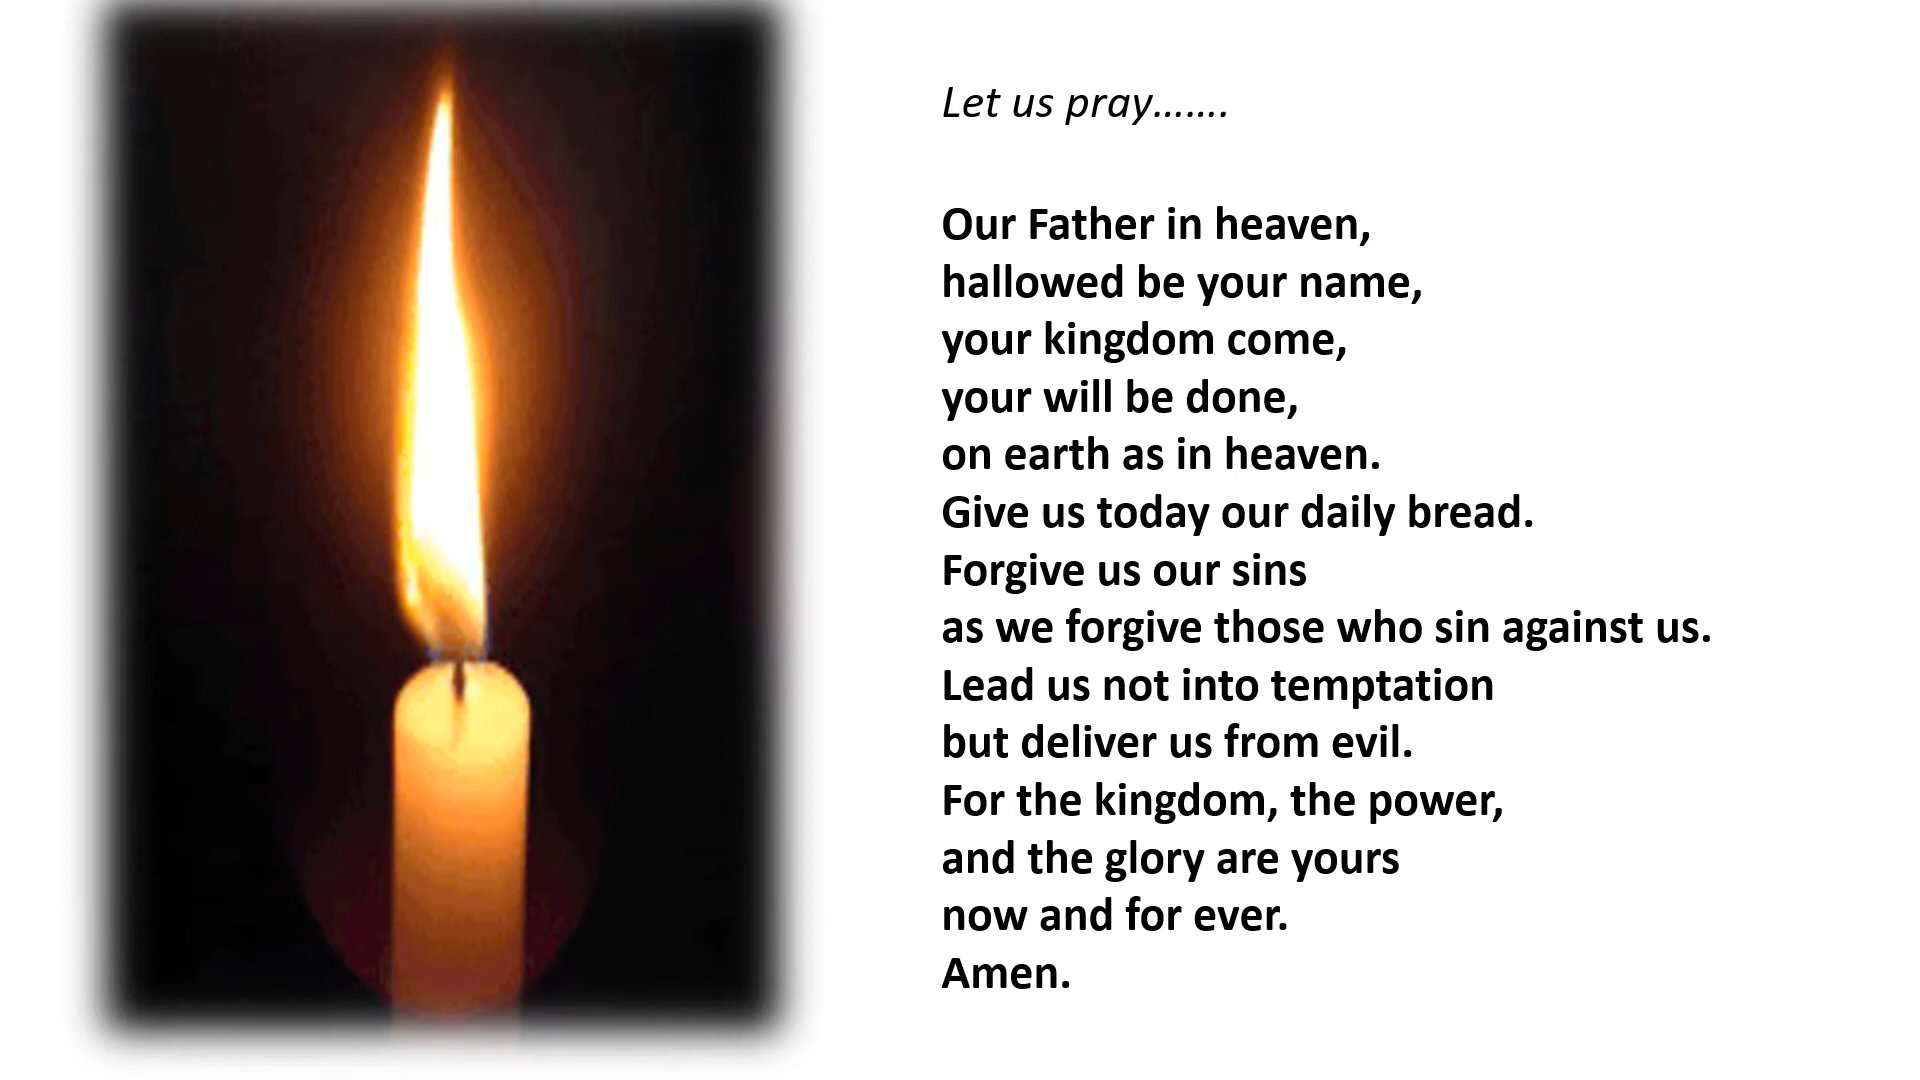 Let us pray.......
Our Father in heaven,
hallowed be your name,
your kingdom come,
your will be done,
on earth as in heaven.
Give us today our daily bread.
Forgive us our sins
as we forgive those who sin against us.
Lead us not into temptation
but deliver us from evil.
For the kingdom, the power,
and the glory are yours
now and for ever.
Amen.